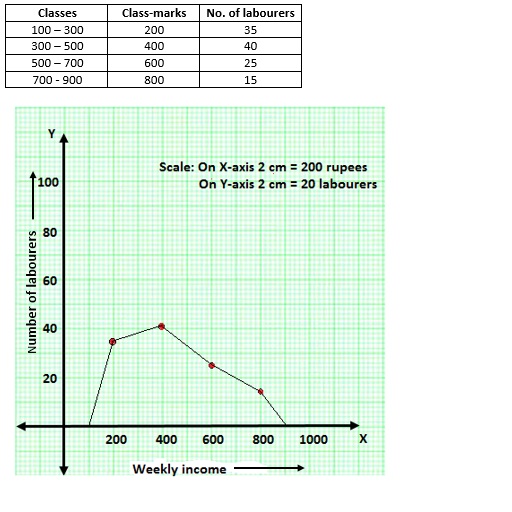 Classes Class-marks No. of labourers
100 – 300 200 35
300 – 500 400 40
500 – 700 600 25
700 - 900 800 15
Y
Scale: On X-axis 2 cm = 200 rupees
On Y-axis 2 cm = 20 labourers
100
80
60
40
20
Number of labourers
200 400 600 800 1000 X
Weekly income